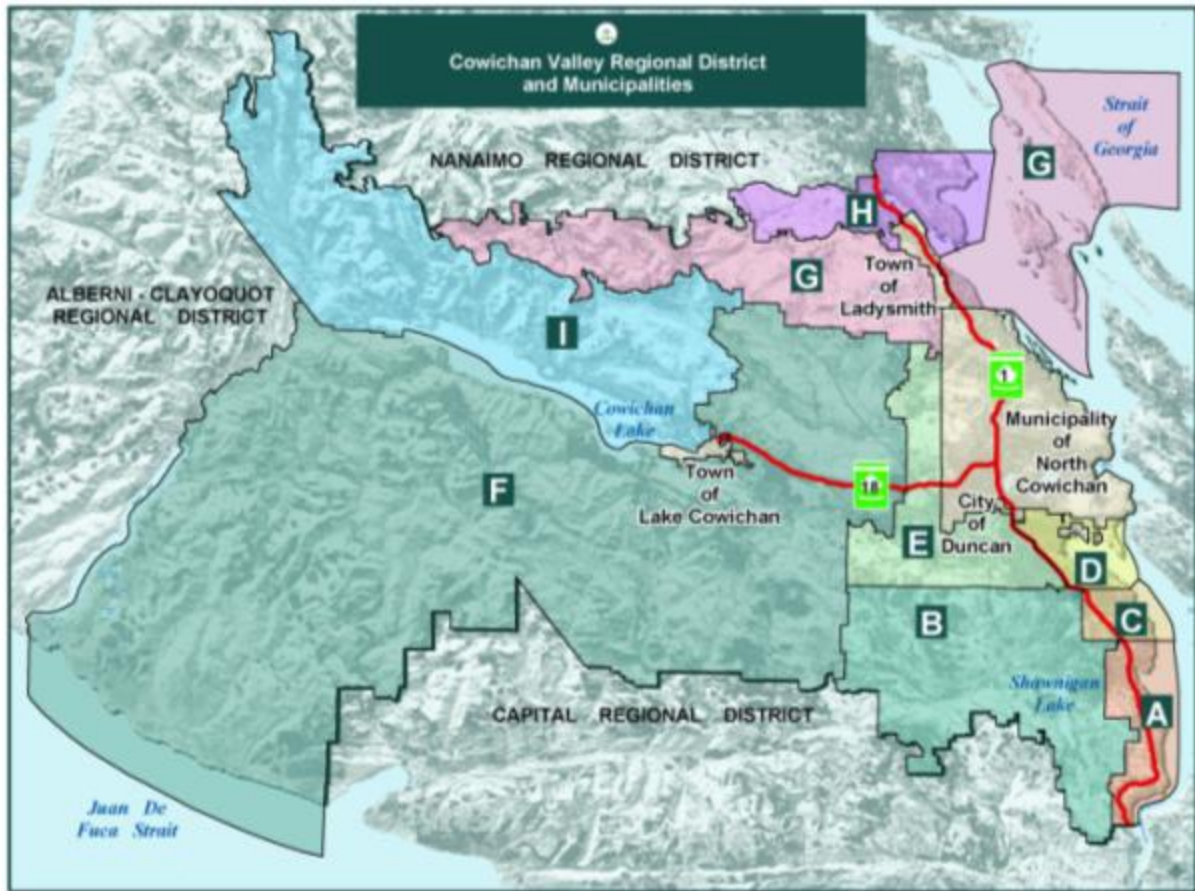 Cowichan Valley Regional District
and Municipalities
Strait
of
Georgia
NANAIMO REGIONAL DISTRICT
G
H
Town
of
Ladysmith
G
ALBERNI - CLAYOQUOT
REGIONAL DISTRICT
I
1
Cowichan
Lake
Municipality
of
North
Cowichan
Town
of
Lake Cowichan
F
18
City
of
Duncan
E
D
B
C
Shawnigan
Lake
A
CAPITAL REGIONAL DISTRICT
Juan De
Fuca Strait